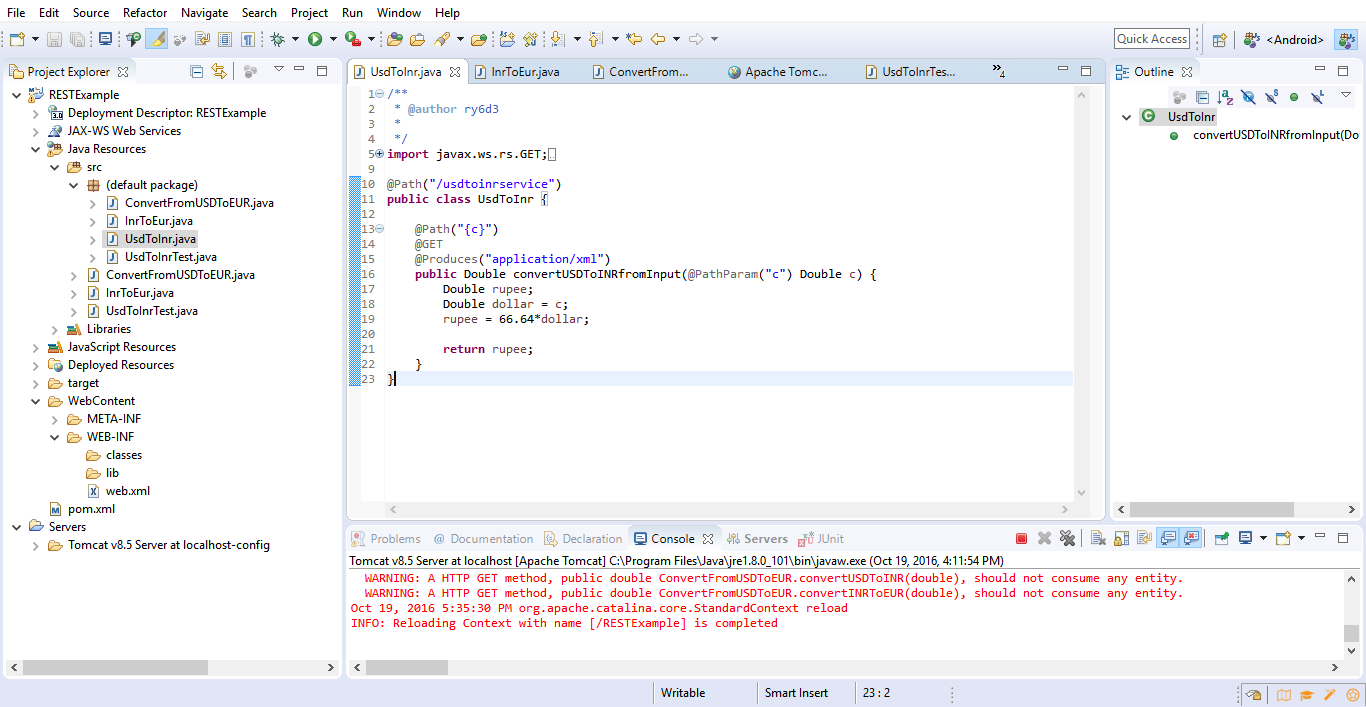 File Edit Source Refactor Navigate Search Project Run Window Help
Quick Access
<Android>
Project Explorer
RESTExample
Deployment Descriptor: RESTExample
JAX-WS Web Services
Java Resources
src
(default package)
ConvertFromUSDToEUR.java
InrToEur.java
UsdToInr.java
UsdToInrTest.java
ConvertFromUSDToEUR.java
InrToEur.java
UsdToInrTest.java
Libraries
JavaScript Resources
Deployed Resources
target
WebContent
META-INF
WEB-INF
classes
lib
web.xml
pom.xml
Servers
Tomcat v8.5 Server at localhost-config
UsdToInr.java InrToEur.java ConvertFrom... Apache Tomc... UsdToInrTes... »4
1 /**
2 * @author ry6d3
3 *
4 */
5 import javax.ws.rs.GET;
9
10 @Path("/usdtoinrservice")
11 public class UsdToInr {
12
13 @Path("{c}")
14 @GET
15 @Produces("application/xml")
16 public Double convertUSDToINRfromInput(@PathParam("c") Double c) {
17 Double rupee;
18 Double dollar = c;
19 rupee = 66.64*dollar;
20
21 return rupee;
22 }
23 }
Outline
UsdToInr
convertUSDToINRfromInput(Do
Problems @ Documentation Declaration Console Servers JUnit
Tomcat v8.5 Server at localhost [Apache Tomcat] C:\Program Files\Java\jre1.8.0_101\bin\javaw.exe (Oct 19, 2016, 4:11:54 PM)
WARNING: A HTTP GET method, public double ConvertFromUSDToEUR.convertUSDToINR(double), should not consume any entity.
WARNING: A HTTP GET method, public double ConvertFromUSDToEUR.convertINRToEUR(double), should not consume any entity.
Oct 19, 2016 5:35:30 PM org.apache.catalina.core.StandardContext reload
INFO: Reloading Context with name [/RESTExample] is completed
Writable Smart Insert 23 : 2